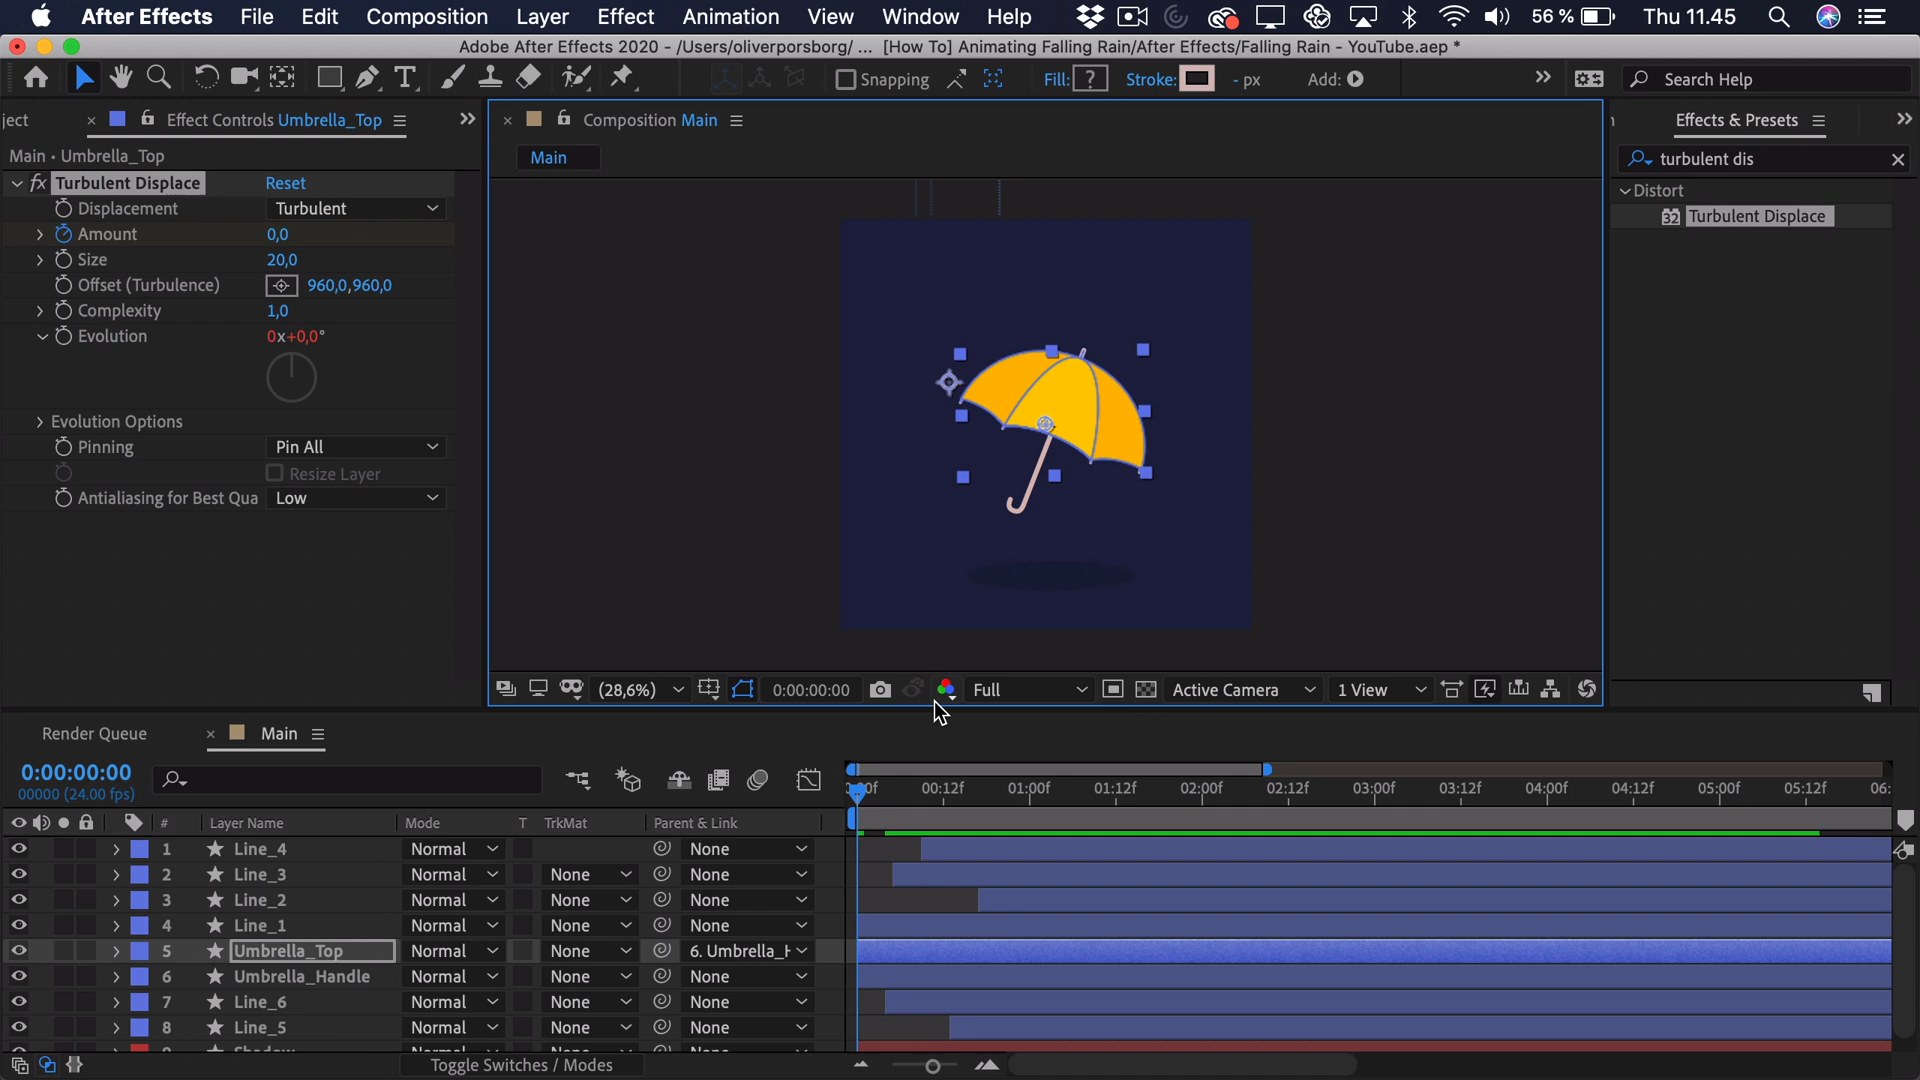 After Effects File Edit Composition Layer Effect Animation View Window Help 56 % Thu 11.45
Adobe After Effects 2020 - /Users/oliverporsborg/ ... [How To] Animating Falling Rain/After Effects/Falling Rain - YouTube.aep *
Snapping Fill: ? Stroke: - px Add: Search Help
ject × Effect Controls Umbrella_Top × Composition Main Effects & Presets
Main • Umbrella_Top
Main
turbulent dis
fx Turbulent Displace Reset
Distort
Displacement Turbulent
32 Turbulent Displace
Amount 0,0
Size 20,0
Offset (Turbulence) 960,0,960,0
Complexity 1,0
Evolution 0x+0,0°
Evolution Options
Pinning Pin All
Resize Layer
Antialiasing for Best Qua Low
(28,6%) 0:00:00:00 Full Active Camera 1 View
Render Queue × Main
0:00:00:00
00000 (24.00 fps)
00f 00:12f 01:00f 01:12f 02:00f 02:12f 03:00f 03:12f 04:00f 04:12f 05:00f 05:12f 06:
# Layer Name Mode T TrkMat Parent & Link
1 Line_4 Normal None
2 Line_3 Normal None None
3 Line_2 Normal None None
4 Line_1 Normal None None
5 Umbrella_Top Normal None 6. Umbrella_H
6 Umbrella_Handle Normal None None
7 Line_6 Normal None None
8 Line_5 Normal None None
Toggle Switches / Modes